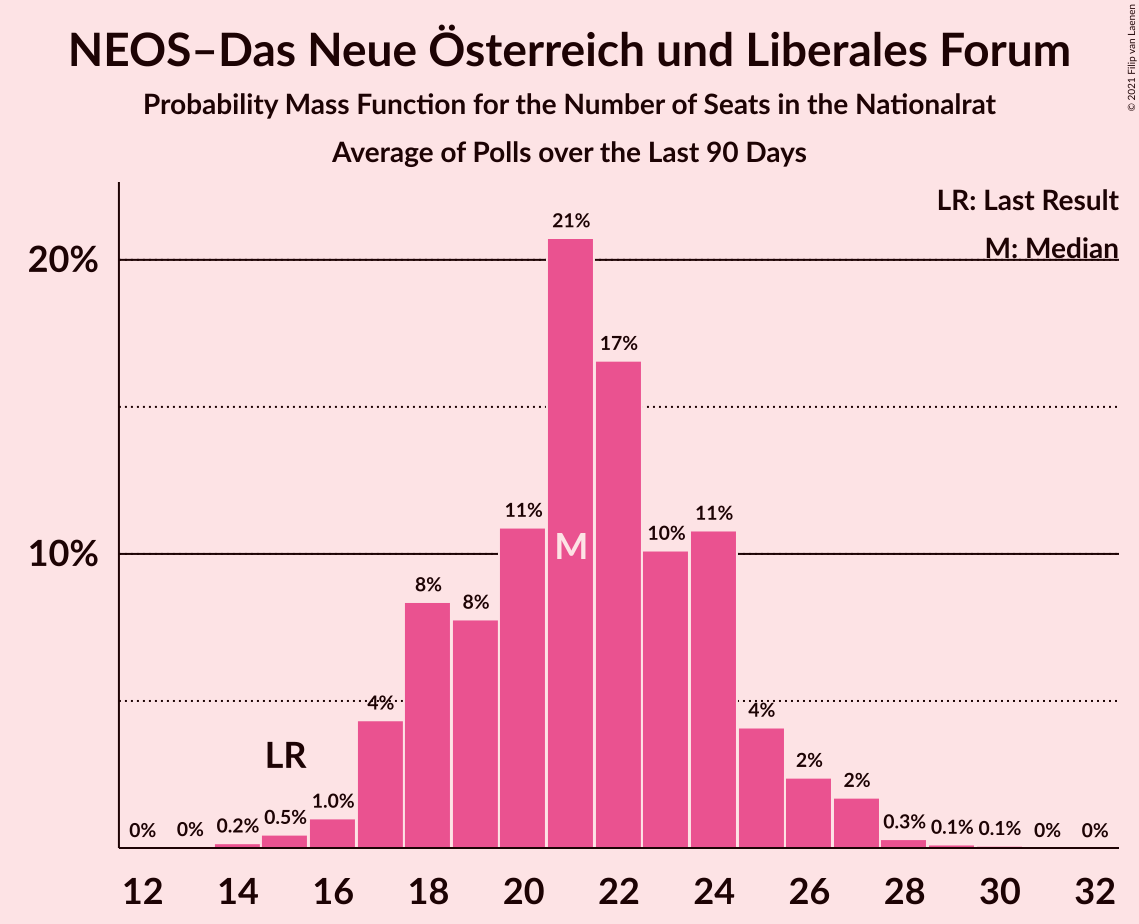 NEOS–Das Neue Österreich und Liberales Forum
Probability Mass Function for the Number of Seats in the Nationalrat
Average of Polls over the Last 90 Days
© 2021 Filip van Laenen
LR: Last Result
M: Median
20%
10%
0%
0%
0.2%
0.5%
1.0%
4%
8%
8%
11%
21%
17%
10%
11%
4%
2%
2%
0.3%
0.1%
0.1%
0%
0%
LR
M
12 14 16 18 20 22 24 26 28 30 32